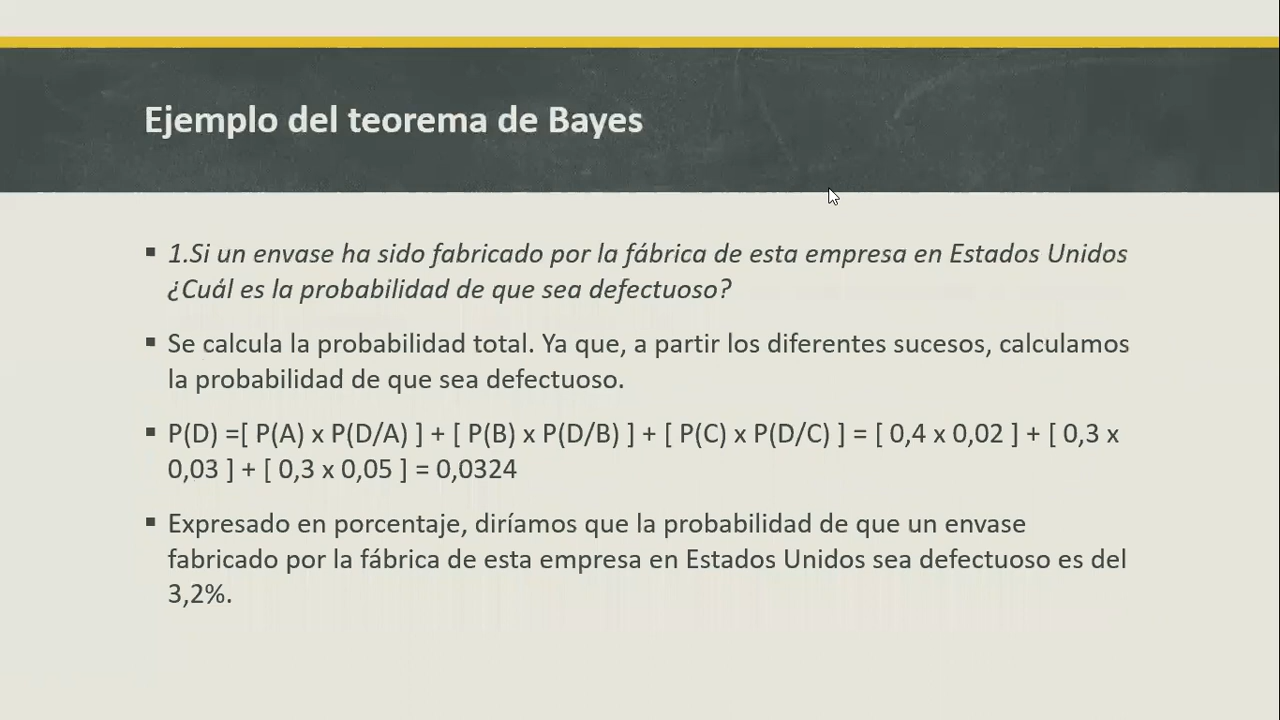 Ejemplo del teorema de Bayes
▪ 1.Si un envase ha sido fabricado por la fábrica de esta empresa en Estados Unidos
¿Cuál es la probabilidad de que sea defectuoso?
▪ Se calcula la probabilidad total. Ya que, a partir los diferentes sucesos, calculamos
la probabilidad de que sea defectuoso.
▪ P(D) =[ P(A) x P(D/A) ] + [ P(B) x P(D/B) ] + [ P(C) x P(D/C) ] = [ 0,4 x 0,02 ] + [ 0,3 x
0,03 ] + [ 0,3 x 0,05 ] = 0,0324
▪ Expresado en porcentaje, diríamos que la probabilidad de que un envase
fabricado por la fábrica de esta empresa en Estados Unidos sea defectuoso es del
3,2%.